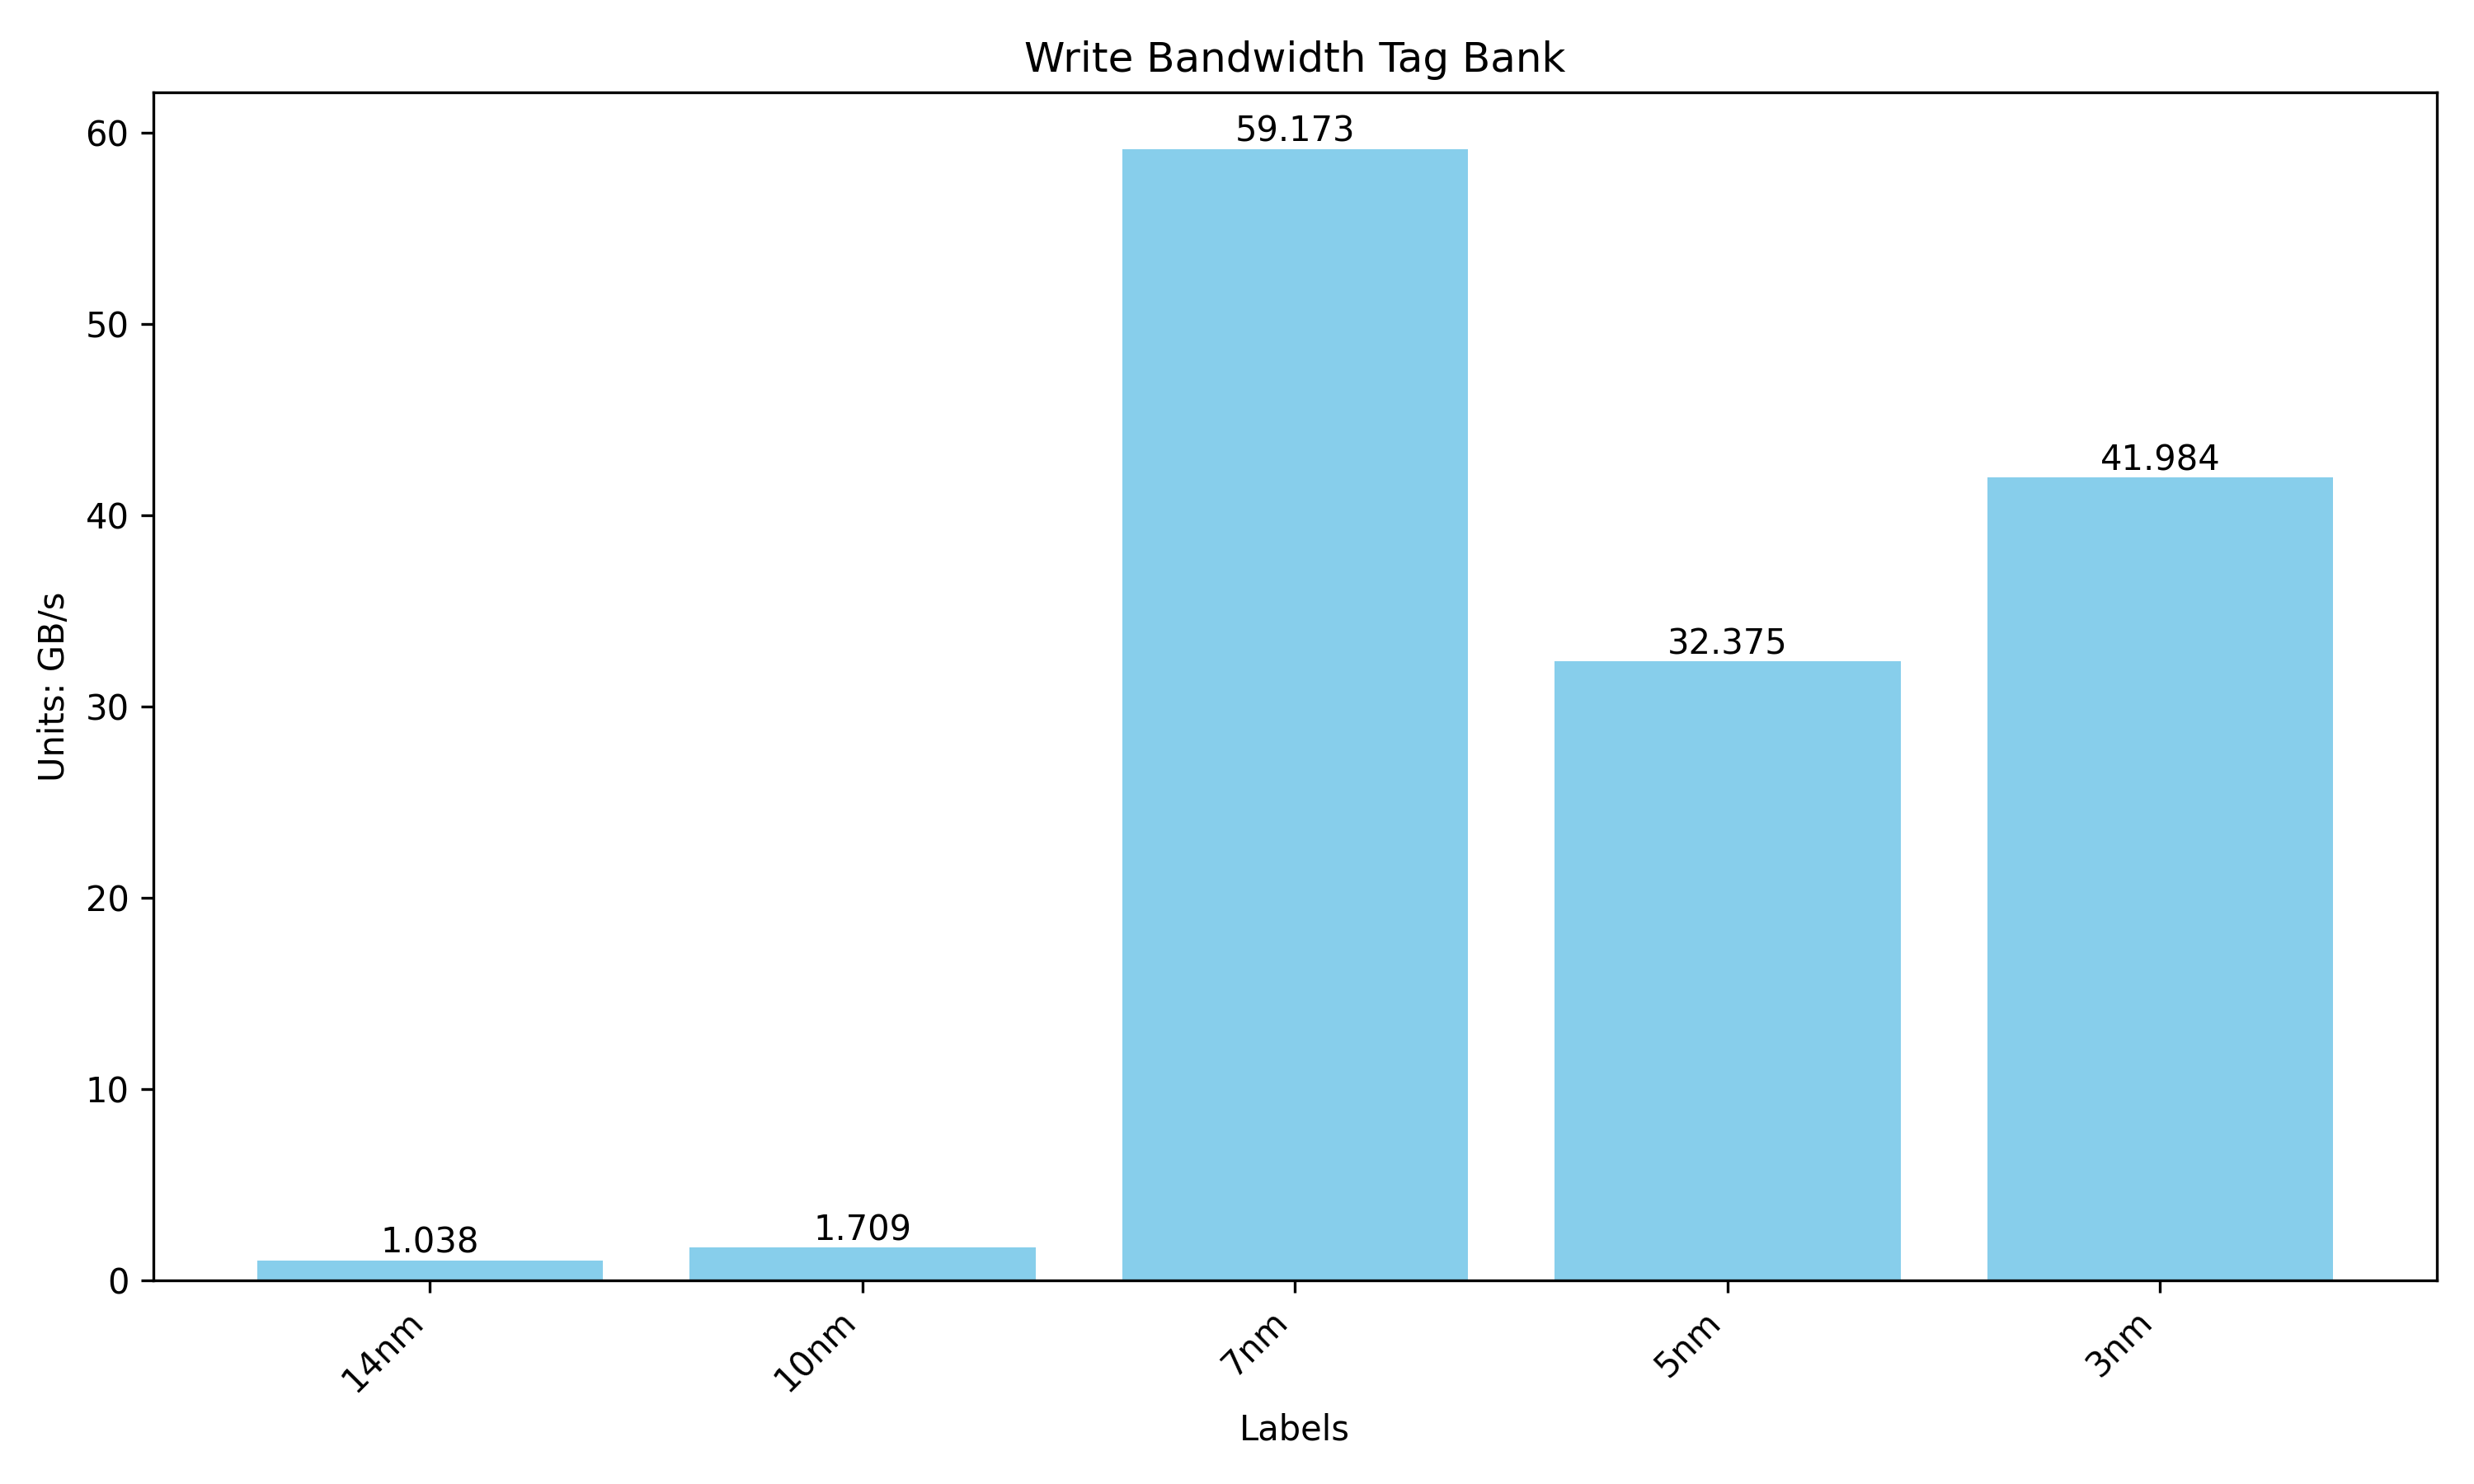 Write Bandwidth Tag Bank
60
50
40
30
20
10
0
Units: GB/s
1.038
1.709
59.173
32.375
41.984
14nm
10nm
7nm
5nm
3nm
Labels